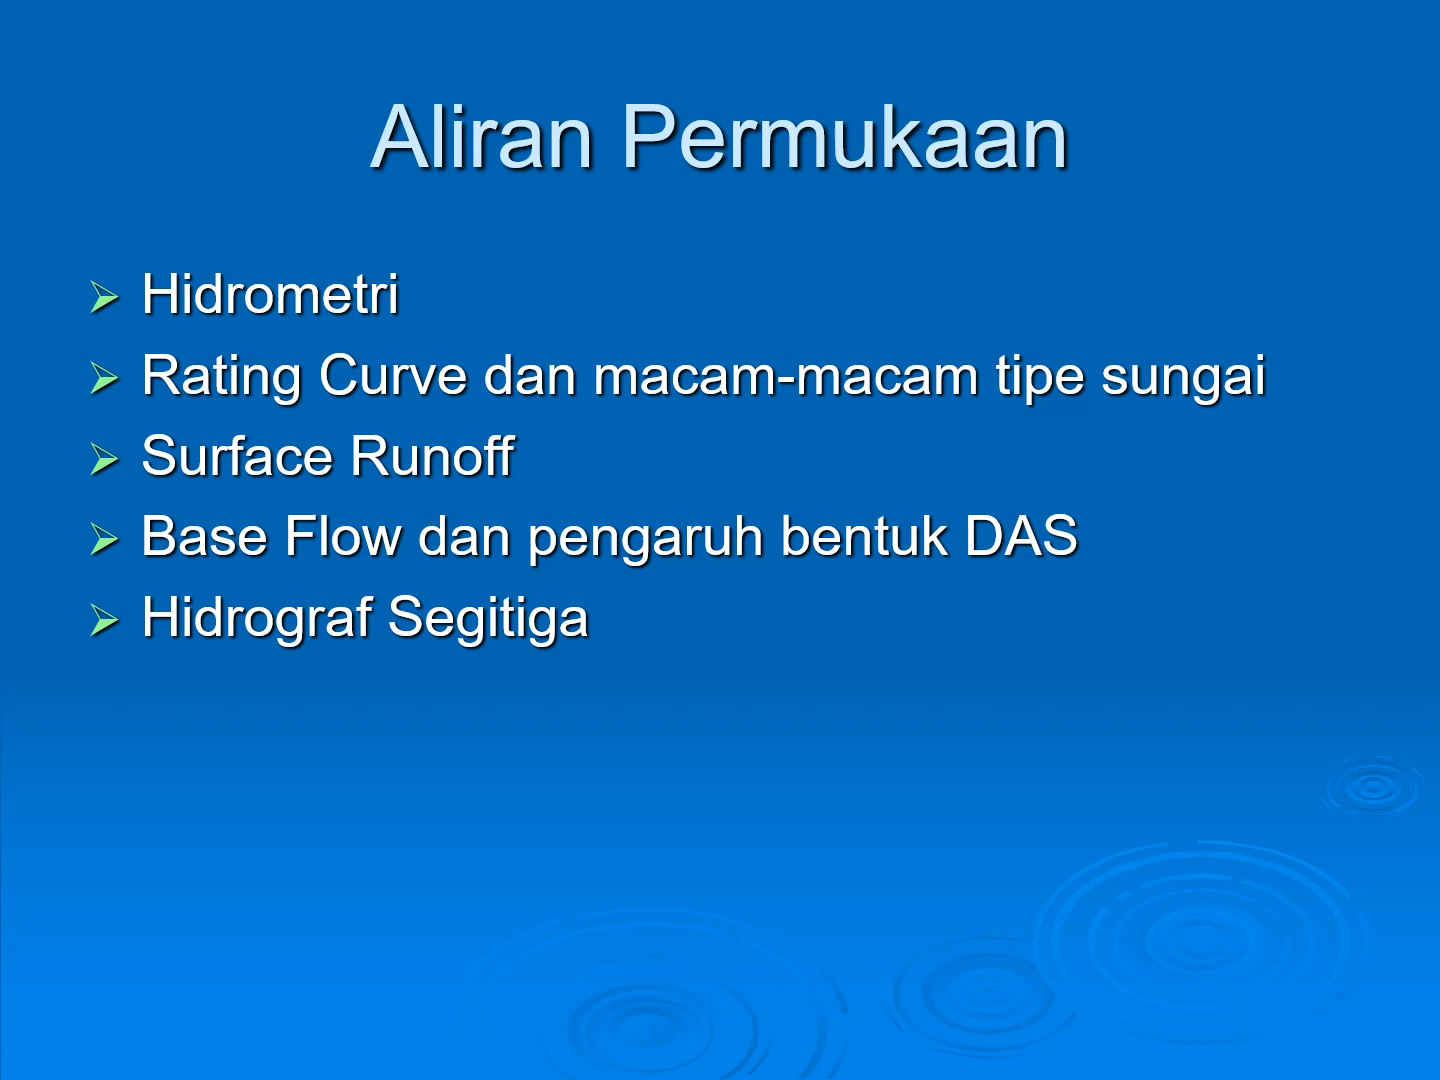 Aliran Permukaan
Hidrometri
Rating Curve dan macam-macam tipe sungai
Surface Runoff
Base Flow dan pengaruh bentuk DAS
Hidrograf Segitiga